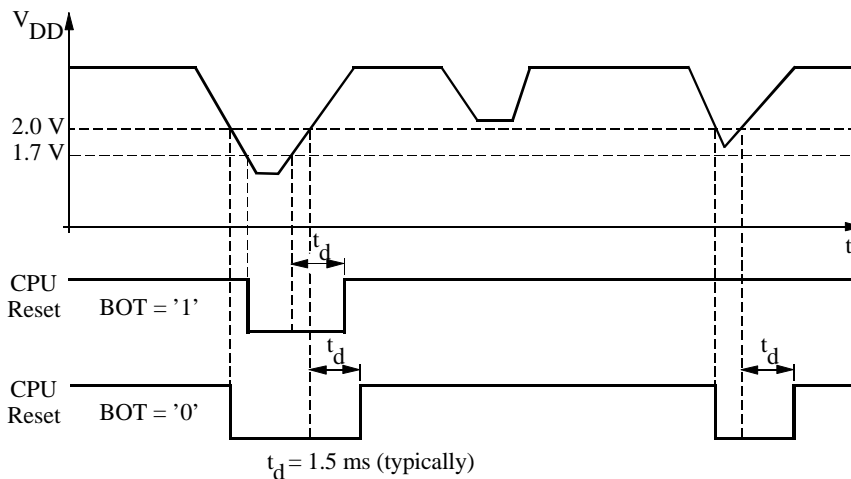 VDD
2.0 V
1.7 V
t
td
CPU
Reset
BOT = '1'
td
td
CPU
Reset
BOT = '0'
td = 1.5 ms (typically)